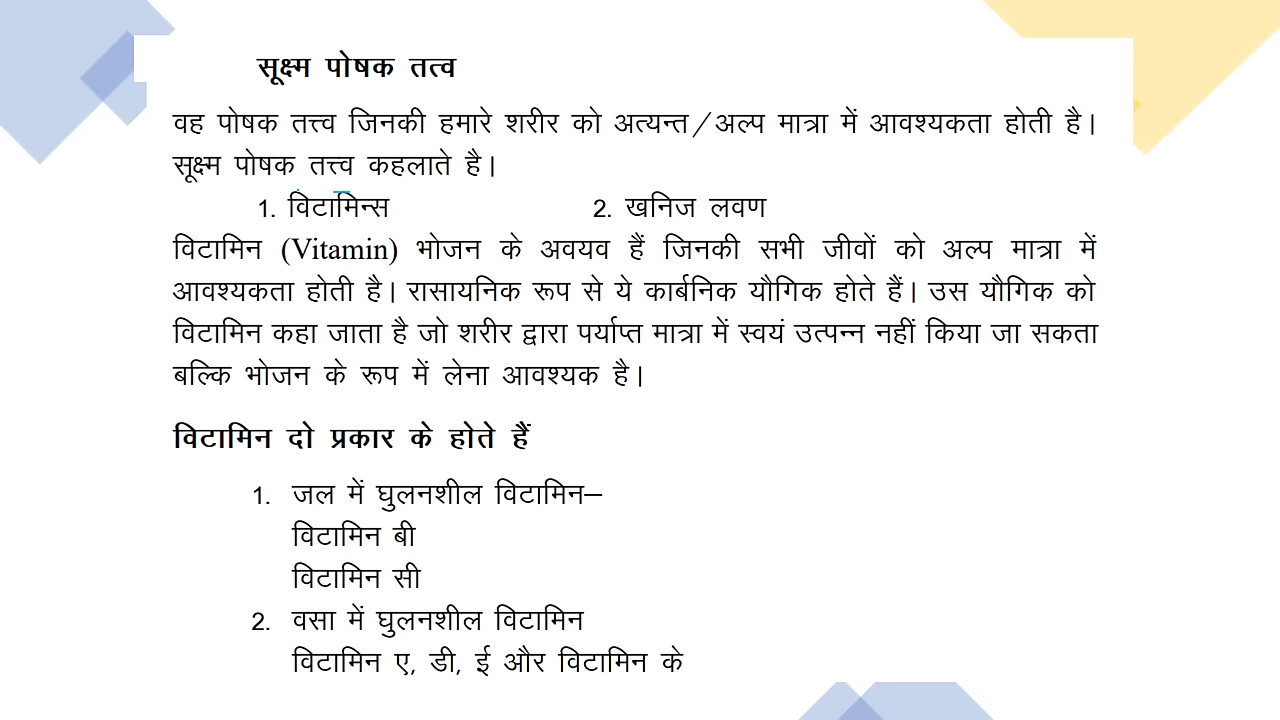 सूक्ष्म पोषक तत्व
वह पोषक तत्त्व जिनकी हमारे शरीर को अत्यन्त/अल्प मात्रा में आवश्यकता होती है।
सूक्ष्म पोषक तत्त्व कहलाते है।
1. विटामिन्स 2. खनिज लवण
विटामिन (Vitamin) भोजन के अवयव हैं जिनकी सभी जीवों को अल्प मात्रा में
आवश्यकता होती है। रासायनिक रूप से ये कार्बनिक यौगिक होते हैं। उस यौगिक को
विटामिन कहा जाता है जो शरीर द्वारा पर्याप्त मात्रा में स्वयं उत्पन्न नहीं किया जा सकता
बल्कि भोजन के रूप में लेना आवश्यक है।
विटामिन दो प्रकार के होते हैं
1. जल में घुलनशील विटामिन–
विटामिन बी
विटामिन सी
2. वसा में घुलनशील विटामिन
विटामिन ए, डी, ई और विटामिन के